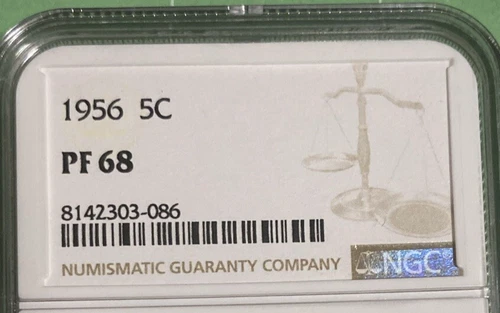 1956 5C
PF 68
8142303-086
NUMISMATIC GUARANTY COMPANY
NGC